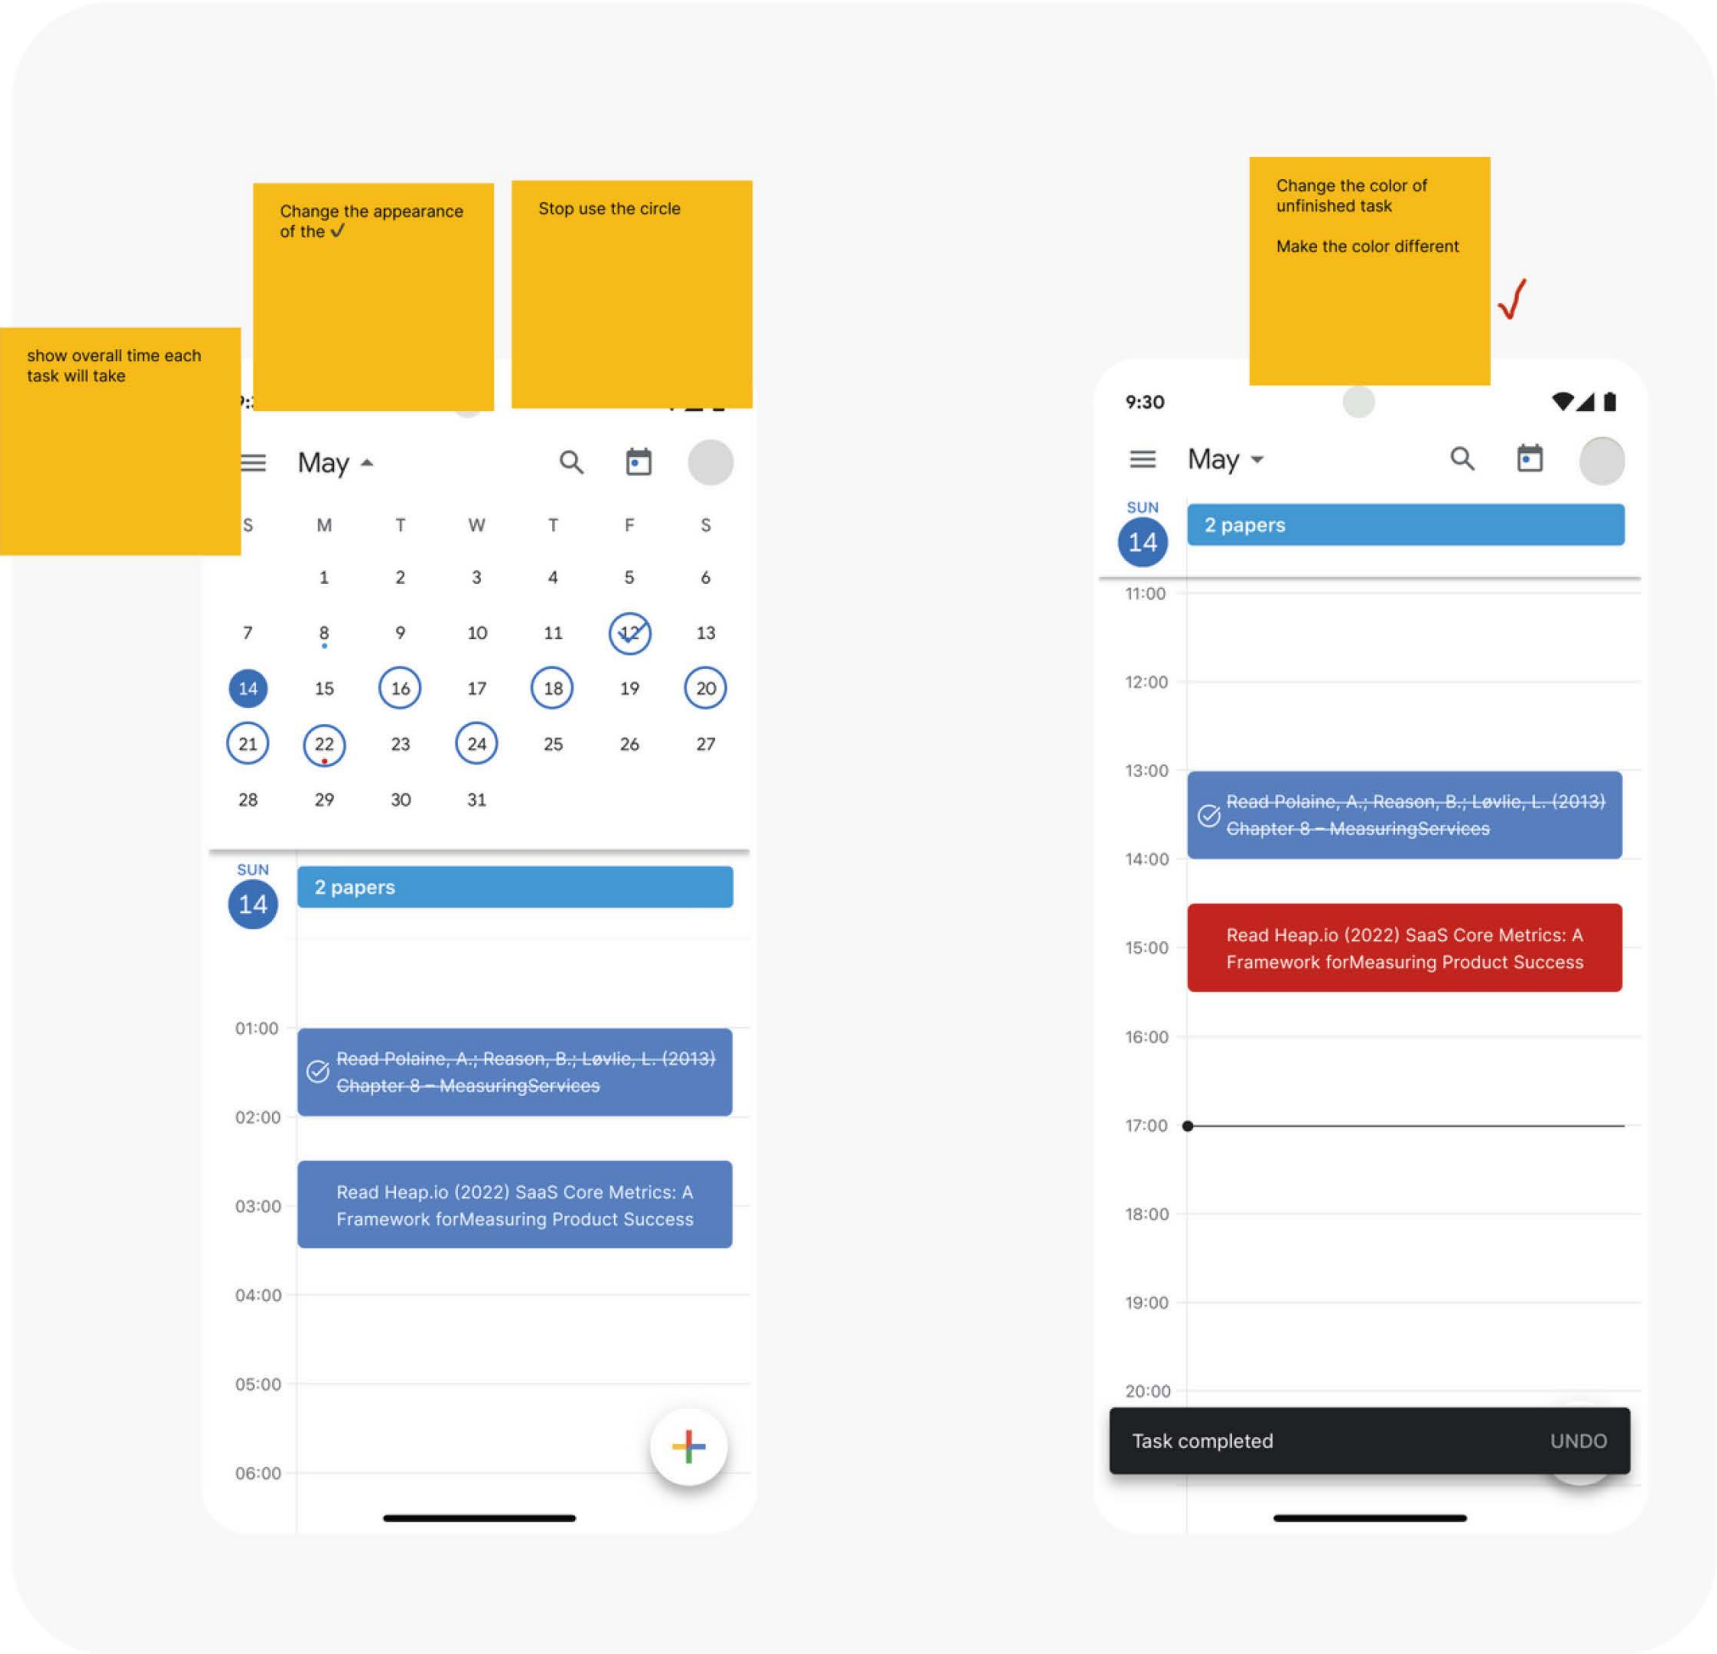 Change the appearance
of the ✓
Stop use the circle
show overall time each
task will take
May
S M T W T F S
1 2 3 4 5 6
7 8 9 10 11 12 13
14 15 16 17 18 19 20
21 22 23 24 25 26 27
28 29 30 31
SUN
14
2 papers
01:00
Read Polaine, A.; Reason, B.; Løvlie, L. (2013)
Chapter 8 – MeasuringServices
02:00
Read Heap.io (2022) SaaS Core Metrics: A
03:00
Framework forMeasuring Product Success
04:00
05:00
06:00
Change the color of
unfinished task
Make the color different
9:30
May
SUN
14
2 papers
11:00
12:00
13:00
Read Polaine, A.; Reason, B.; Løvlie, L. (2013)
Chapter 8 – MeasuringServices
14:00
Read Heap.io (2022) SaaS Core Metrics: A
15:00
Framework forMeasuring Product Success
16:00
17:00
18:00
19:00
20:00
Task completed UNDO